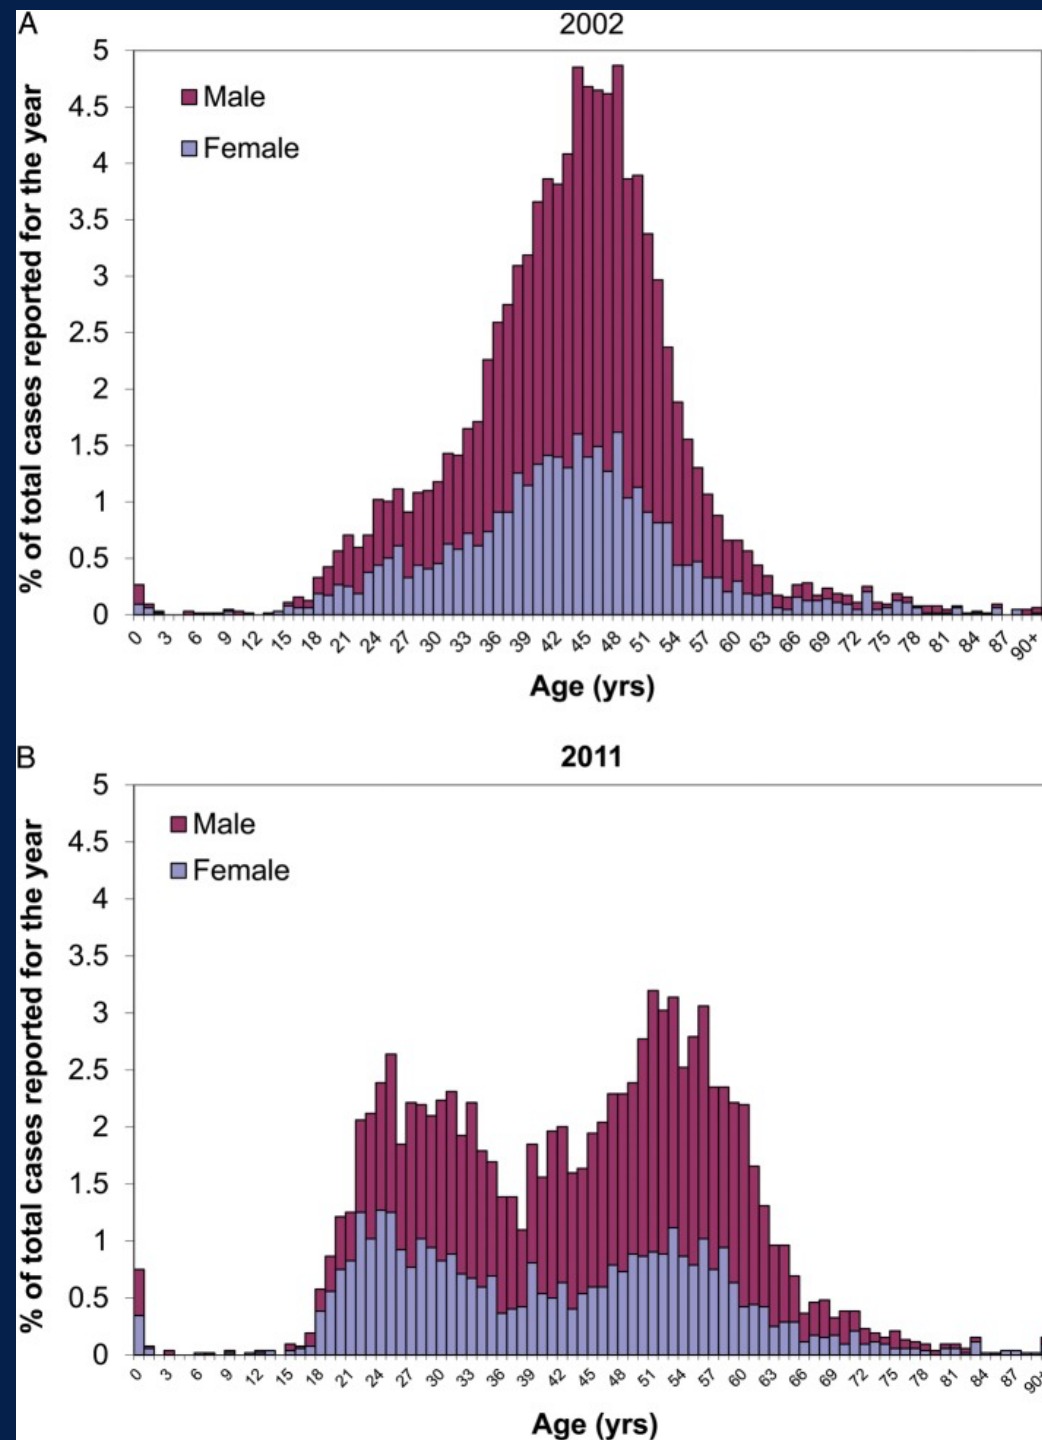 A
2002
% of total cases reported for the year
5
4.5
4
3.5
3
2.5
2
1.5
1
0.5
0
Male
Female
0 3 6 9 12 15 18 21 24 27 30 33 36 39 42 45 48 51 54 57 60 63 66 69 72 75 78 81 84 87 90+
Age (yrs)
B
2011
% of total cases reported for the year
5
4.5
4
3.5
3
2.5
2
1.5
1
0.5
0
Male
Female
0 3 6 9 12 15 18 21 24 27 30 33 36 39 42 45 48 51 54 57 60 63 66 69 72 75 78 81 84 87 90+
Age (yrs)